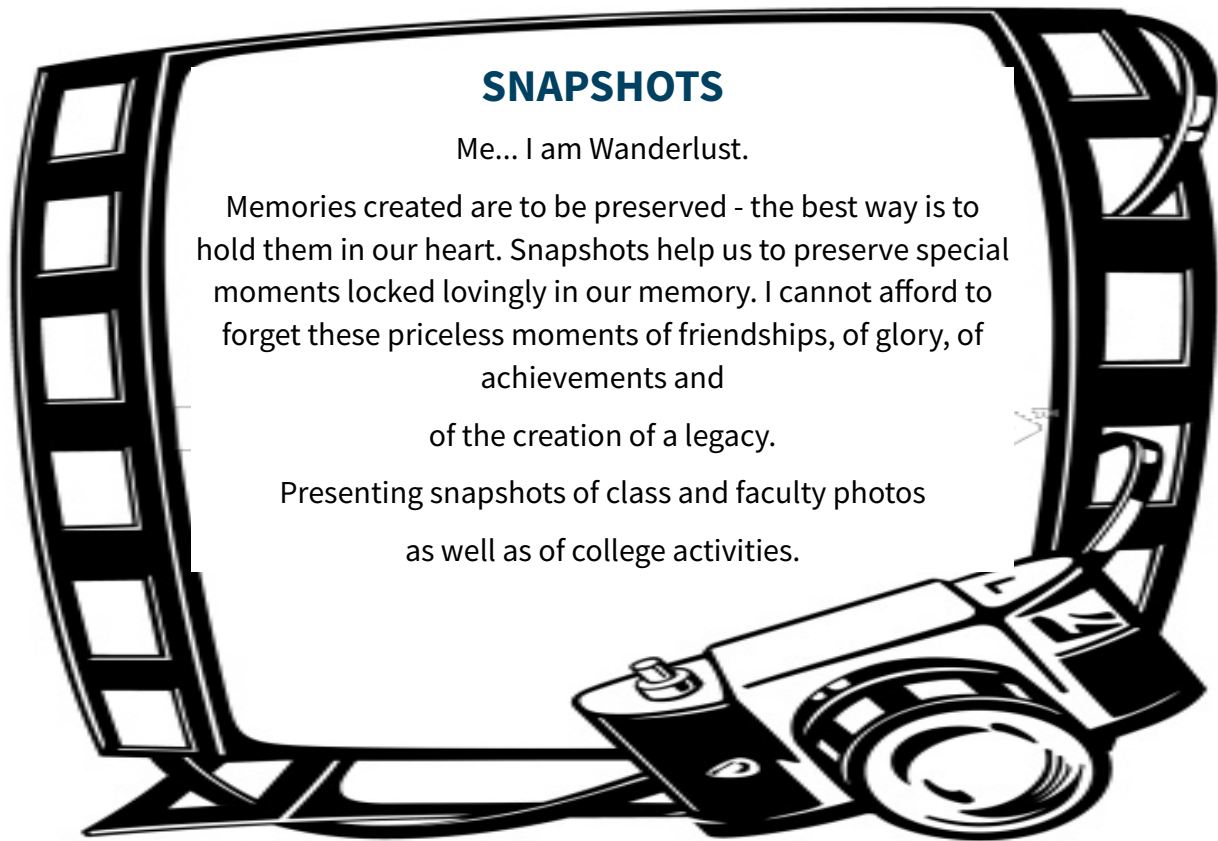 SNAPSHOTS
Me... I am Wanderlust.
Memories created are to be preserved - the best way is to
hold them in our heart. Snapshots help us to preserve special
moments locked lovingly in our memory. I cannot afford to
forget these priceless moments of friendships, of glory, of
achievements and
of the creation of a legacy.
Presenting snapshots of class and faculty photos
as well as of college activities.